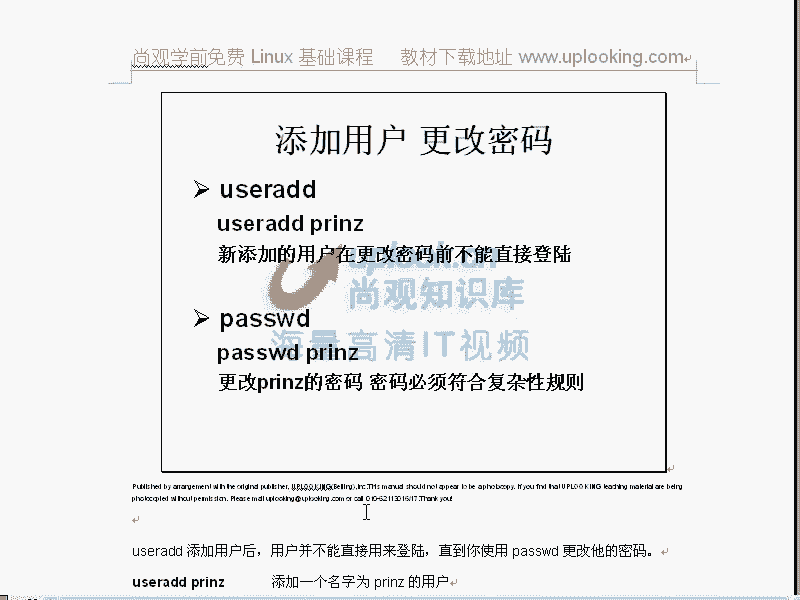 尚观学前免费 Linux 基础课程 教材下载地址 www.uplooking.com
添加用户 更改密码
➢ useradd
useradd prinz
新添加的用户在更改密码前不能直接登陆
uplook.cn
尚观知识库
➢ passwd
海量高清IT视频
passwd prinz
更改prinz的密码 密码必须符合复杂性规则
Published by arrangement with the original publisher, UPLOOKING(Beijing),Inc.This manual should not appear to be a photocopy. If you find that UPLOOKING teaching material are being
photocopied without permission. Please mail uplooking@uplooking.com or call 010-62113016/17.Thank you!
useradd 添加用户后，用户并不能直接用来登陆，直到你使用 passwd 更改他的密码。
useradd prinz 添加一个名字为 prinz 的用户